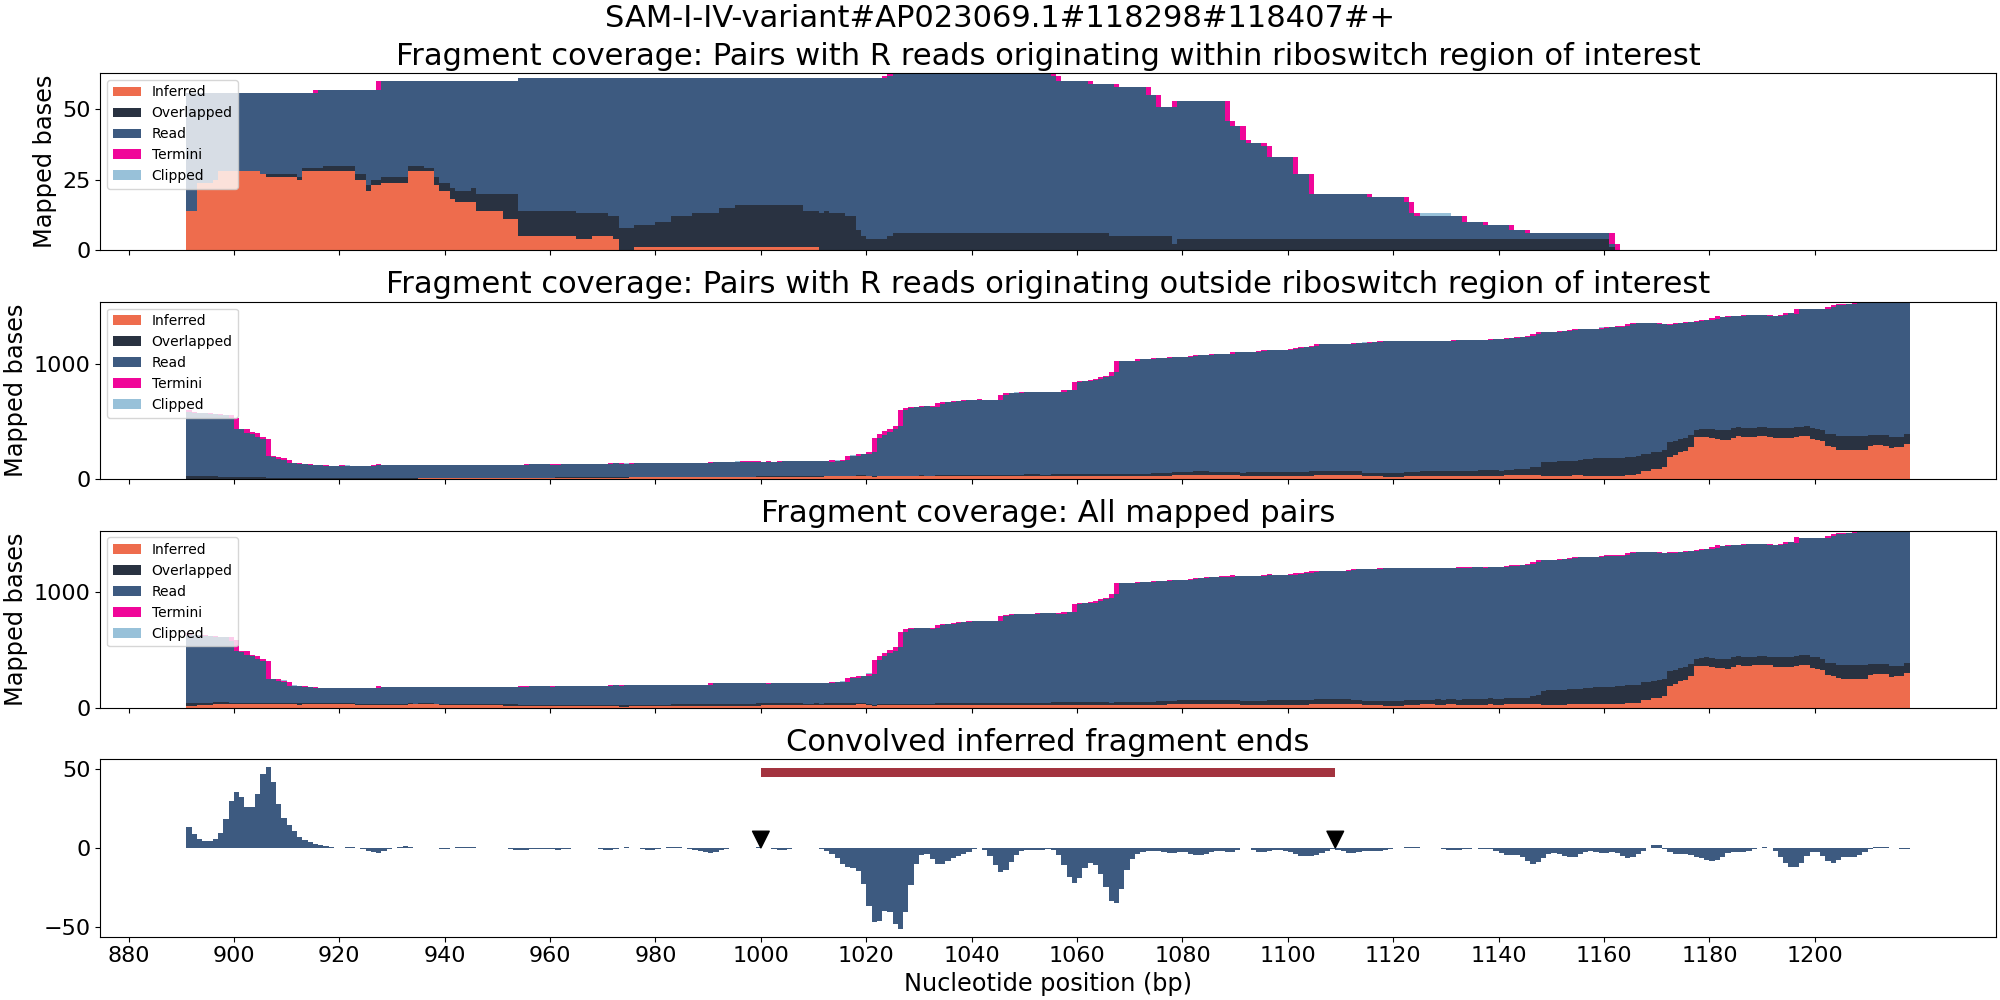 SAM-I-IV-variant#AP023069.1#118298#118407#+
Fragment coverage: Pairs with R reads originating within riboswitch region of interest
Mapped bases
50
25
0
Inferred
Overlapped
Read
Termini
Clipped
Fragment coverage: Pairs with R reads originating outside riboswitch region of interest
Mapped bases
1000
0
Inferred
Overlapped
Read
Termini
Clipped
Fragment coverage: All mapped pairs
Mapped bases
1000
0
Inferred
Overlapped
Read
Termini
Clipped
Convolved inferred fragment ends
50
0
−50
880 900 920 940 960 980 1000 1020 1040 1060 1080 1100 1120 1140 1160 1180 1200
Nucleotide position (bp)